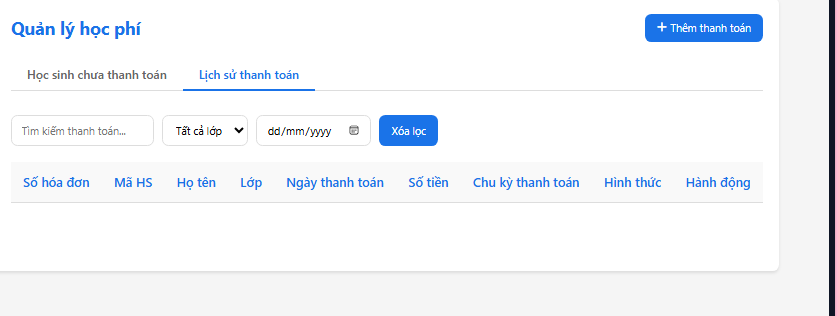 Quản lý học phí
+ Thêm thanh toán
Học sinh chưa thanh toán Lịch sử thanh toán
Tìm kiếm thanh toán... Tất cả lớp dd/mm/yyyy Xóa lọc
Số hóa đơn Mã HS Họ tên Lớp Ngày thanh toán Số tiền Chu kỳ thanh toán Hình thức Hành động